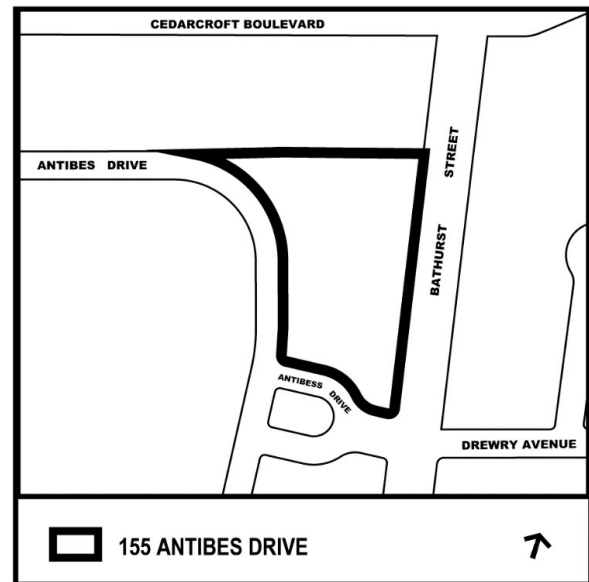 CEDARCROFT BOULEVARD
ANTIBES DRIVE
BATHURST STREET
ANTIBESS DRIVE
DREWRY AVENUE
155 ANTIBES DRIVE